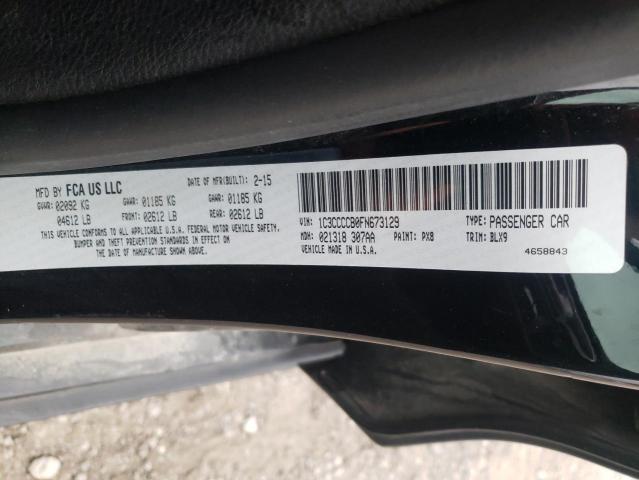 MFD BY FCA US LLC
DATE OF MFR(BUILT): 2-15
GVWR: 02092 KG GAWR: 01185 KG GAWR: 01185 KG
04612 LB FRONT: 02612 LB REAR: 02612 LB
THIS VEHICLE CONFORMS TO ALL APPLICABLE U.S.A. FEDERAL MOTOR VEHICLE SAFETY,
BUMPER AND THEFT PREVENTION STANDARDS IN EFFECT ON
THE DATE OF MANUFACTURE SHOWN ABOVE.
VIN: 1C3CCCCB0FN673129 TYPE: PASSENGER CAR
MDH: 021318 307AA PAINT: PX8 TRIM: BLX9
VEHICLE MADE IN U.S.A. 4658843